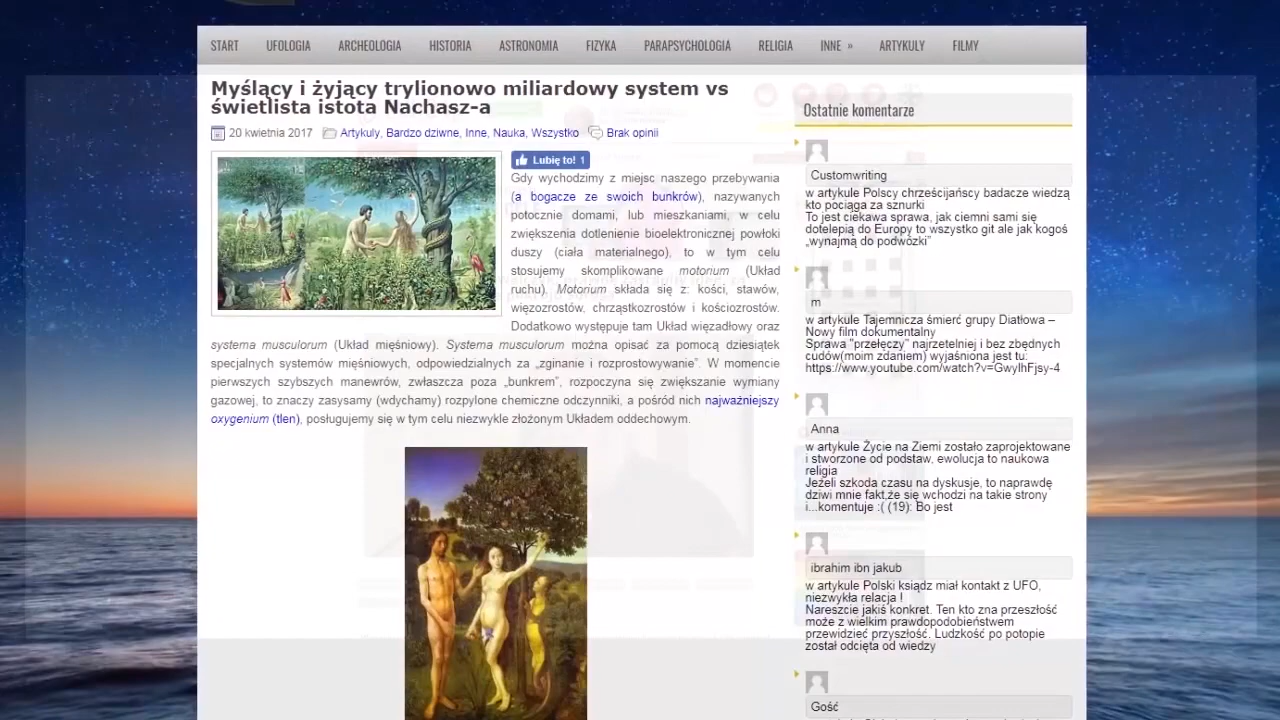 START UFOLOGIA ARCHEOLOGIA HISTORIA ASTRONOMIA FIZYKA PARAPSYCHOLOGIA RELIGIA INNE » ARTYKUŁY FILMY
Myślący i żyjący trylionowo miliardowy system vs
świetlista istota Nachasz-a
20 kwietnia 2017 Artykuly, Bardzo dziwne, Inne, Nauka, Wszystko Brak opinii
Lubię to! 1
Gdy wychodzimy z miejsc naszego przebywania
(a bogacze ze swoich bunkrów), nazywanych
potocznie domami, lub mieszkaniami, w celu
zwiększenia dotlenienie bioelektronicznej powłoki
duszy (ciała materialnego), to w tym celu
stosujemy skomplikowane motorium (Układ
ruchu). Motorium składa się z: kości, stawów,
więzozrostów, chrząstkozrostów i kościozrostów.
Dodatkowo występuje tam Układ więzadłowy oraz
systema musculorum (Układ mięśniowy). Systema musculorum można opisać za pomocą dziesiątek
specjalnych systemów mięśniowych, odpowiedzialnych za „zginanie i rozprostowywanie”. W momencie
pierwszych szybszych manewrów, zwłaszcza poza „bunkrem”, rozpoczyna się zwiększanie wymiany
gazowej, to znaczy zasysamy (wdychamy) rozpylone chemiczne odczynniki, a pośród nich najważniejszy
oxygenium (tlen), posługujemy się w tym celu niezwykle złożonym Układem oddechowym.
Ostatnie komentarze
Customwriting
w artykule Polscy chrześcijańscy badacze wiedzą
kto pociąga za sznurki
To jest ciekawa sprawa, jak ciemni sami się
dotelepią do Europy to wszystko git ale jak kogoś
„wynajmą do podwózki”
m
w artykule Tajemnicza śmierć grupy Diatłowa –
Nowy film dokumentalny
Sprawa "przełęczy" najrzetelniej i bez zbędnych
cudów(moim zdaniem) wyjaśniona jest tu:
https://www.youtube.com/watch?v=GwylhFjsy-4
Anna
w artykule Życie na Ziemi zostało zaprojektowane
i stworzone od podstaw, ewolucja to naukowa
religia
Jeżeli szkoda czasu na dyskusje, to naprawdę
dziwi mnie fakt,że się wchodzi na takie strony
i...komentuje :( (19): Bo jest
ibrahim ibn jakub
w artykule Polski ksiądz miał kontakt z UFO,
niezwykła relacja !
Nareszcie jakiś konkret. Ten kto zna przeszłość
może z wielkim prawdopodobieństwem
przewidzieć przyszłość. Ludzkość po potopie
został odcięta od wiedzy
Gość